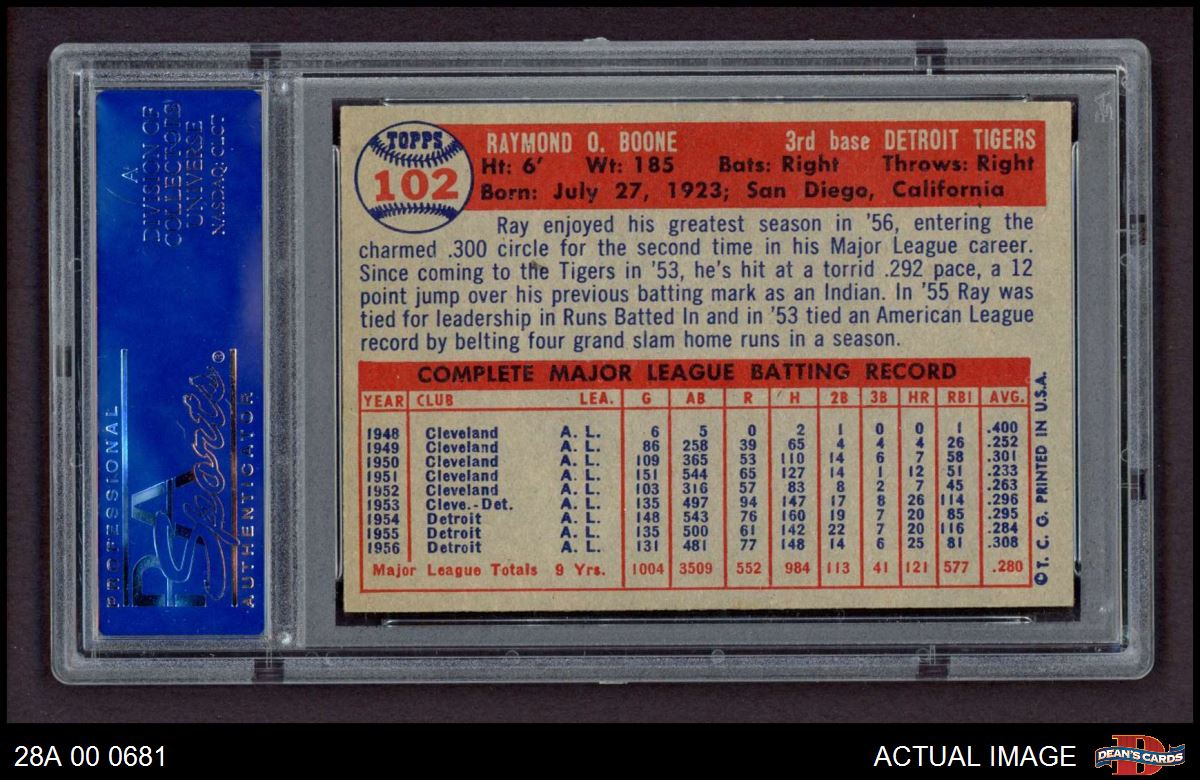 A
DIVISION OF
COLLECTORS
UNIVERSE
NASDAQ: CLCT
PROFESSIONAL
PSA
Sports®
AUTHENTICATOR
TOPPS
102
RAYMOND O. BOONE 3rd base DETROIT TIGERS
Ht: 6' Wt: 185 Bats: Right Throws: Right
Born: July 27, 1923; San Diego, California
Ray enjoyed his greatest season in '56, entering the
charmed .300 circle for the second time in his Major League career.
Since coming to the Tigers in '53, he's hit at a torrid .292 pace, a 12
point jump over his previous batting mark as an Indian. In '55 Ray was
tied for leadership in Runs Batted In and in '53 tied an American League
record by belting four grand slam home runs in a season.
COMPLETE MAJOR LEAGUE BATTING RECORD
YEAR CLUB LEA. G AB R H 2B 3B HR RBI AVG.
1948 Cleveland A. L. 6 5 0 2 1 0 0 1 .400
1949 Cleveland A. L. 86 258 39 65 4 4 4 26 .252
1950 Cleveland A. L. 109 365 53 110 14 6 7 58 .301
1951 Cleveland A. L. 151 544 65 127 14 1 12 51 .233
1952 Cleveland A. L. 103 316 57 83 8 2 7 45 .263
1953 Cleve.-Det. A. L. 135 497 94 147 17 8 26 114 .296
1954 Detroit A. L. 148 543 76 160 19 7 20 85 .295
1955 Detroit A. L. 135 500 61 142 22 7 20 116 .284
1956 Detroit A. L. 131 481 77 148 14 6 25 81 .308
Major League Totals 9 Yrs. 1004 3509 552 984 113 41 121 577 .280
©T. C. G. PRINTED IN U.S.A.
28A 00 0681
ACTUAL IMAGE
D
DEAN'S CARDS